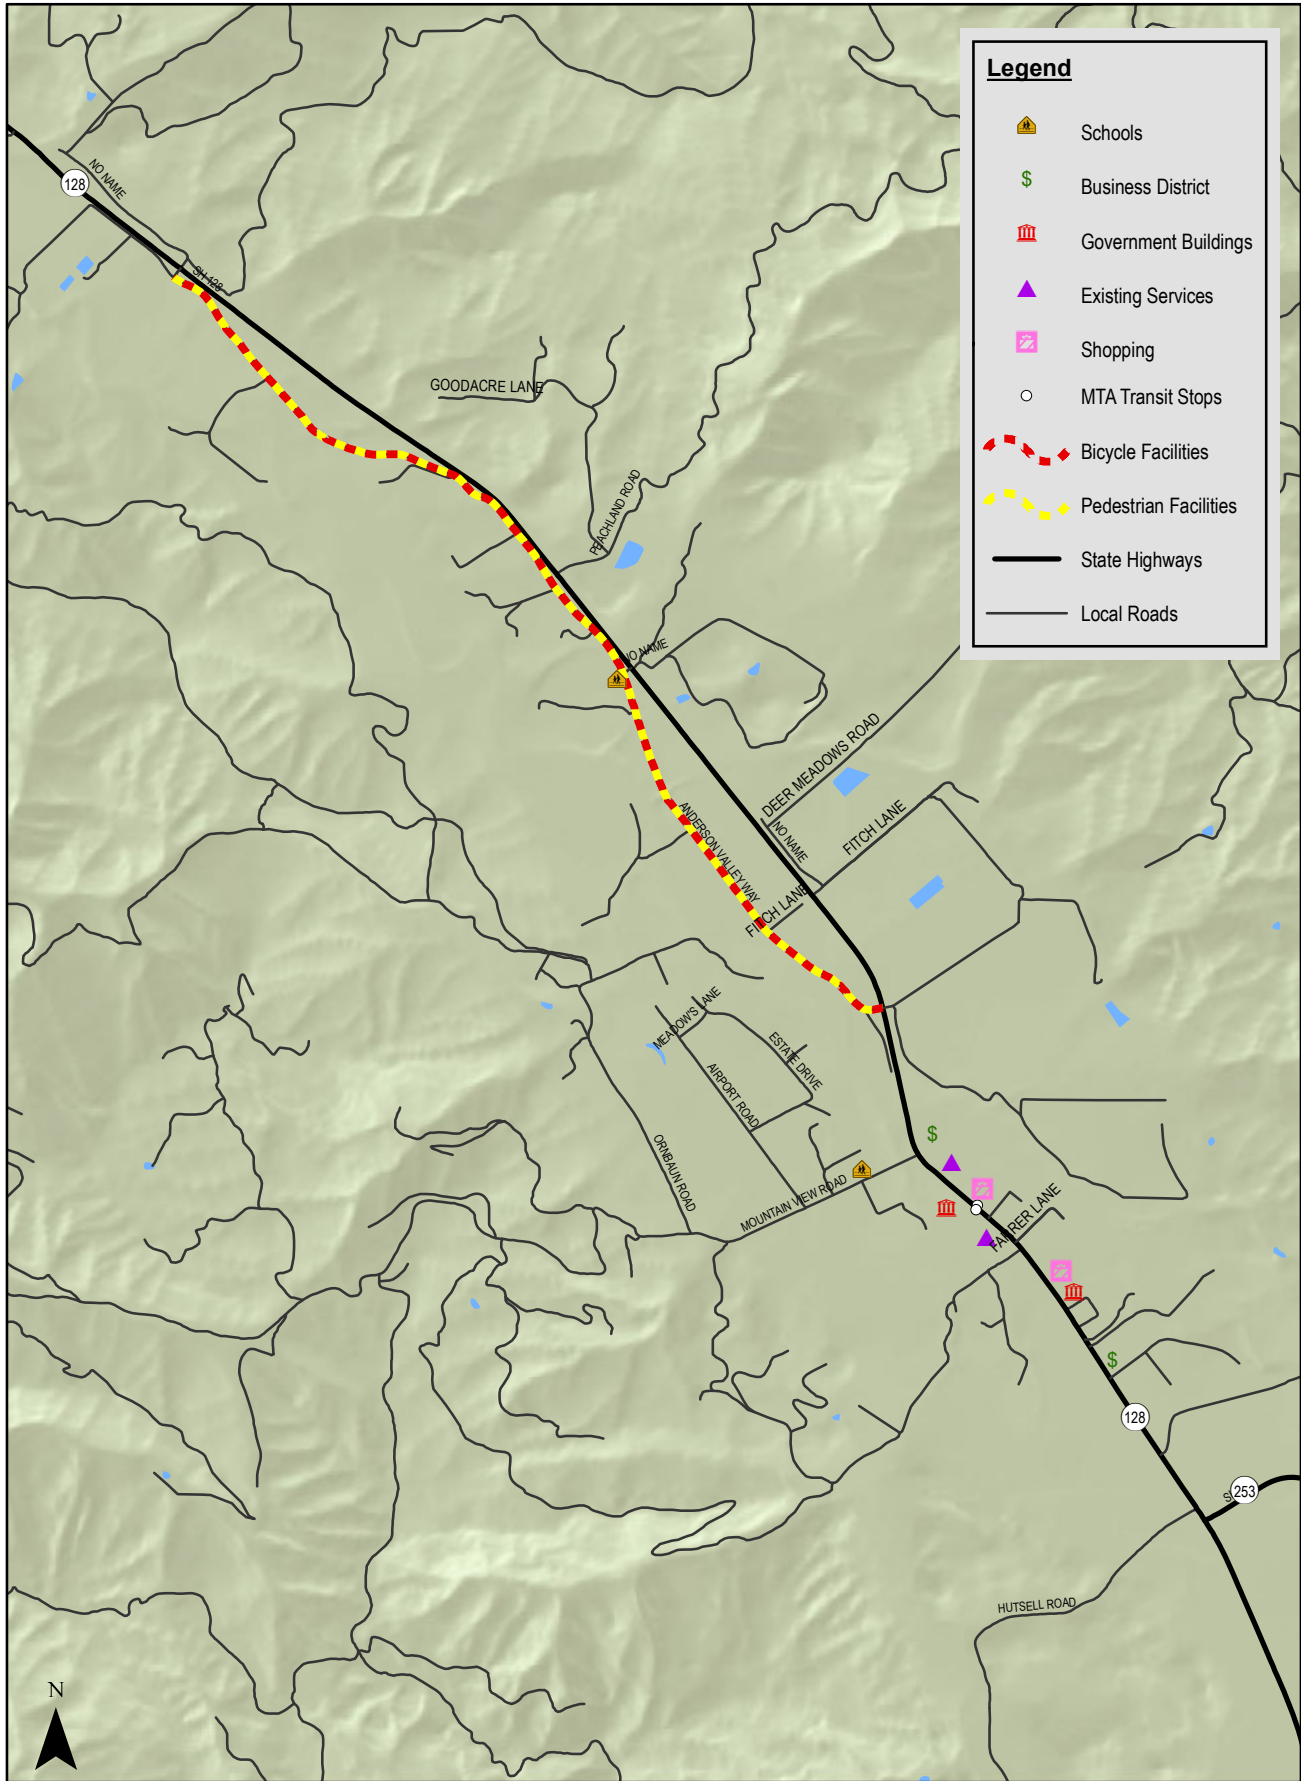 Legend
Schools
$
Business District
Government Buildings
Existing Services
Shopping
MTA Transit Stops
Bicycle Facilities
Pedestrian Facilities
State Highways
Local Roads
128
NO NAME
SH 128
GOODACRE LANE
PEACHLAND ROAD
NO NAME
DEER MEADOWS ROAD
NO NAME
FITCH LANE
ANDERSON VALLEY WAY
FITCH LANE
MEADOW'S LANE
ESTATE DRIVE
AIRPORT ROAD
ORNBAUN ROAD
MOUNTAIN VIEW ROAD
$
FARRER LANE
$
128
253
HUTSELL ROAD
N